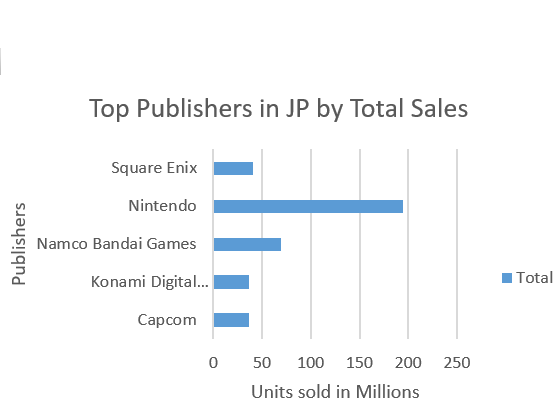 Top Publishers in JP by Total Sales
Publishers
Square Enix
Nintendo
Namco Bandai Games
Konami Digital...
Capcom
0 50 100 150 200 250
Units sold in Millions
Total